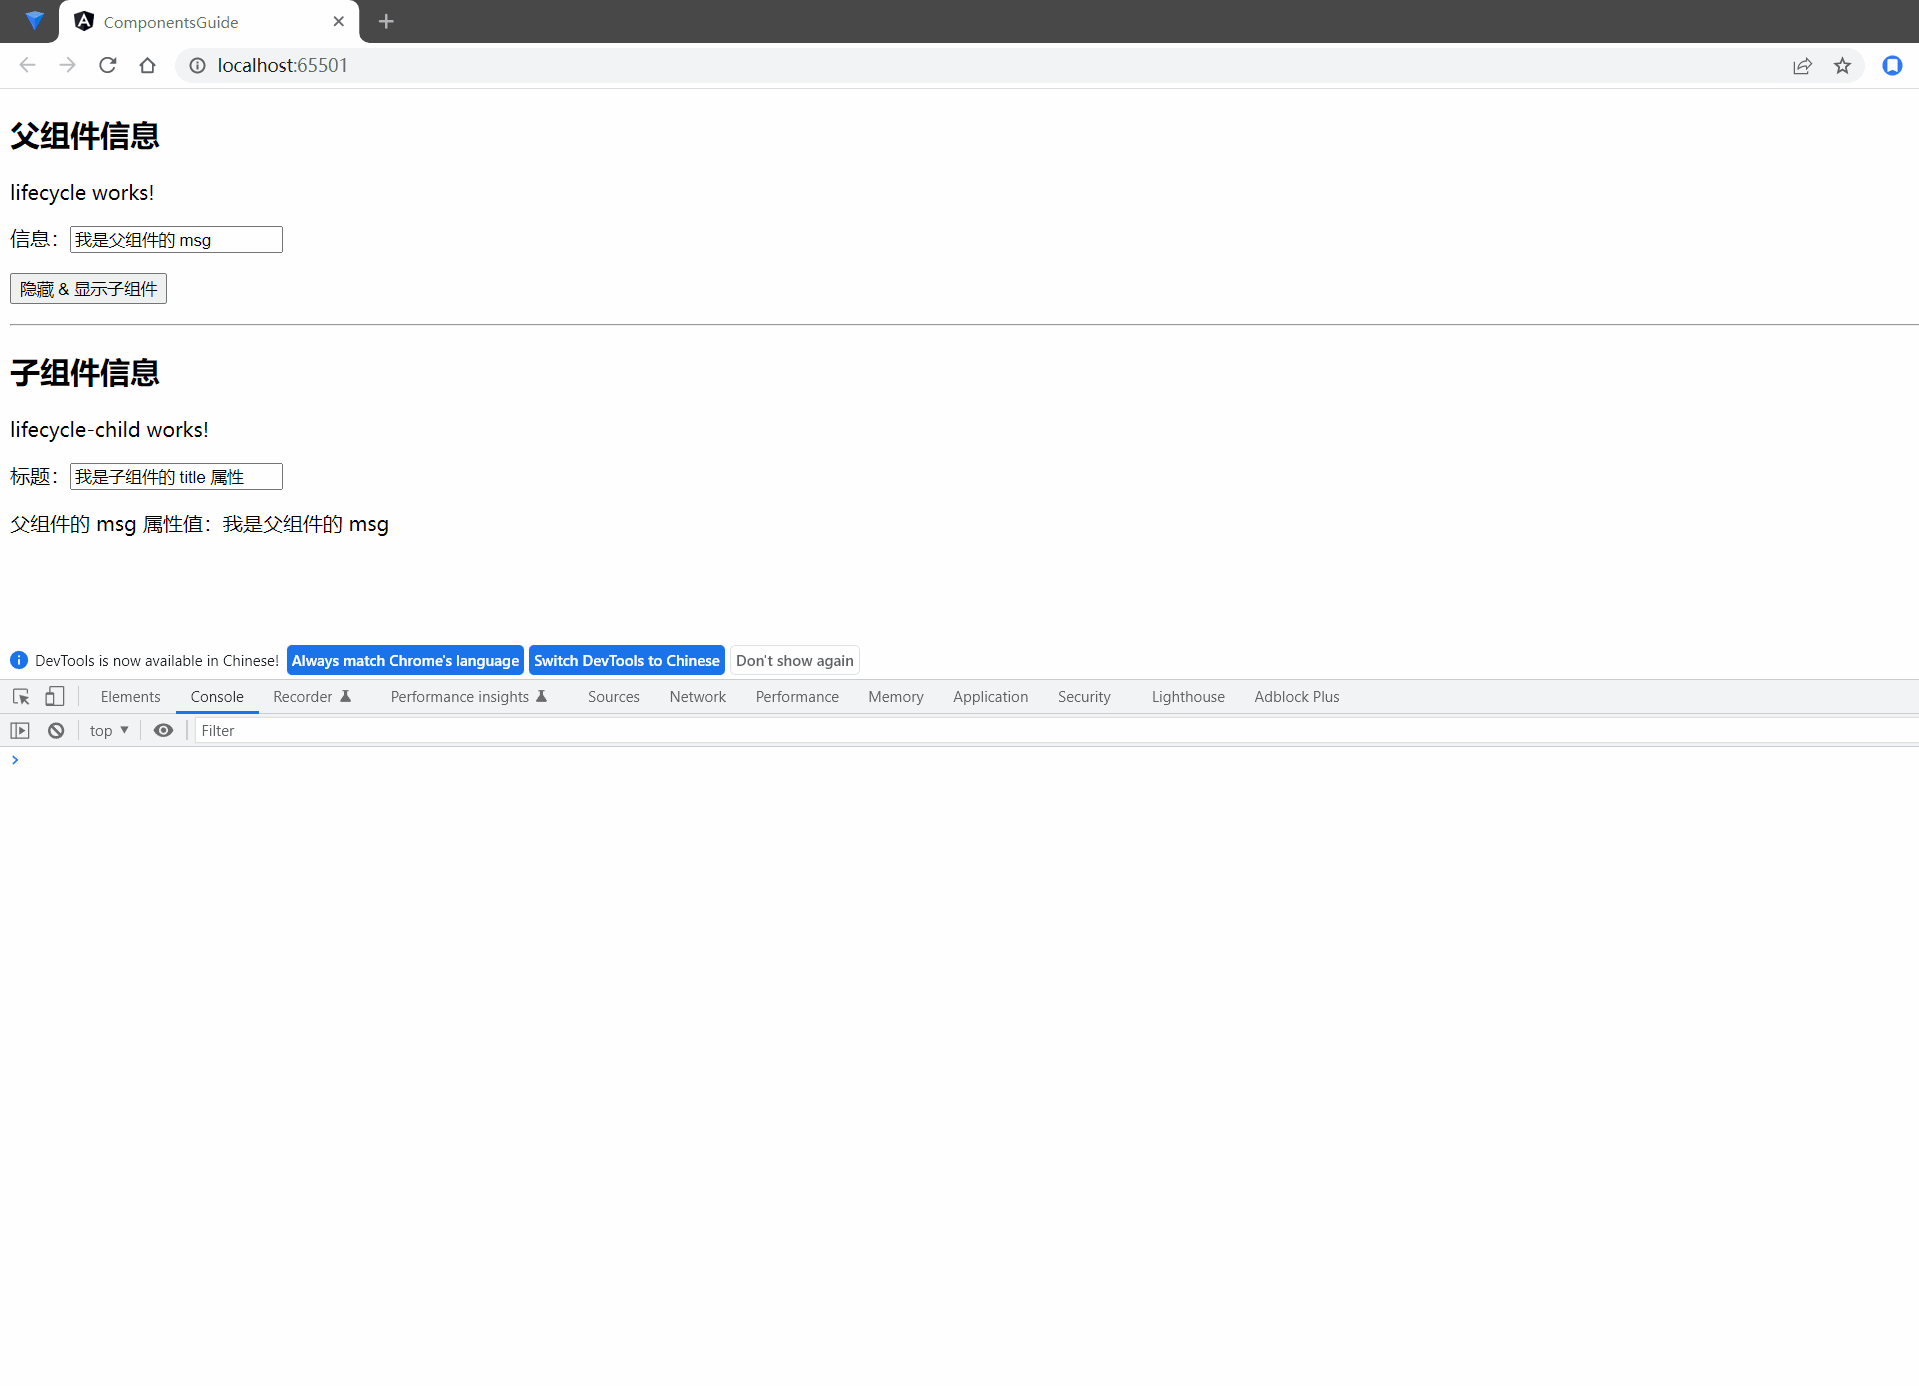 ComponentsGuide
localhost:65501
父组件信息
lifecycle works!
信息： 我是父组件的 msg
隐藏 & 显示子组件
子组件信息
lifecycle-child works!
标题： 我是子组件的 title 属性
父组件的 msg 属性值：我是父组件的 msg
DevTools is now available in Chinese! Always match Chrome's language Switch DevTools to Chinese Don't show again
Elements Console Recorder Performance insights Sources Network Performance Memory Application Security Lighthouse Adblock Plus
top Filter